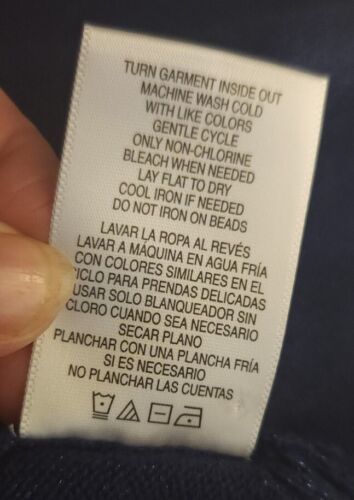 TURN GARMENT INSIDE OUT
MACHINE WASH COLD
WITH LIKE COLORS
GENTLE CYCLE
ONLY NON-CHLORINE
BLEACH WHEN NEEDED
LAY FLAT TO DRY
COOL IRON IF NEEDED
DO NOT IRON ON BEADS
LAVAR LA ROPA AL REVÉS
LAVAR A MÁQUINA EN AGUA FRÍA
CON COLORES SIMILARES EN EL
CICLO PARA PRENDAS DELICADAS
USAR SOLO BLANQUEADOR SIN
CLORO CUANDO SEA NECESARIO
SECAR PLANO
PLANCHAR CON UNA PLANCHA FRÍA
SI ES NECESARIO
NO PLANCHAR LAS CUENTAS